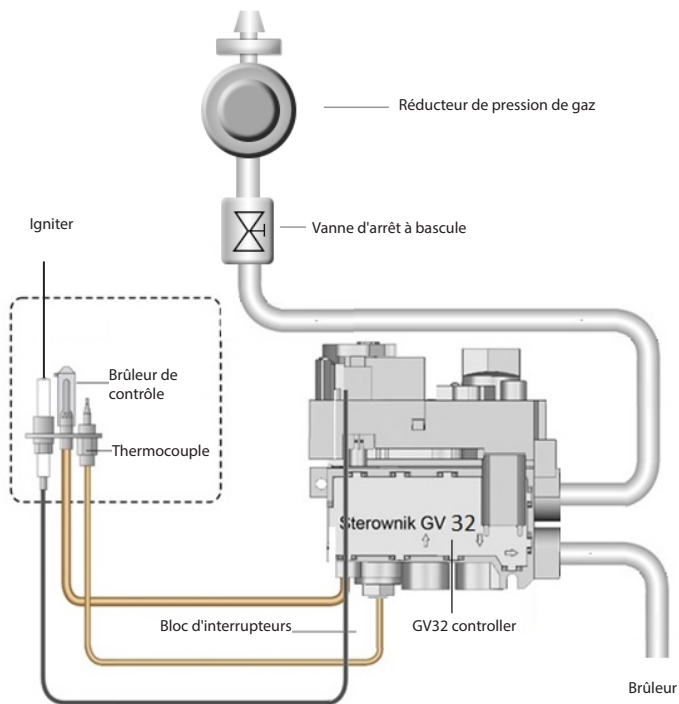 Réducteur de pression de gaz
Vanne d'arrêt à bascule
Igniter
Brûleur de
contrôle
Thermocouple
Sterownik GV 32
Bloc d'interrupteurs
GV32 controller
Brûleur